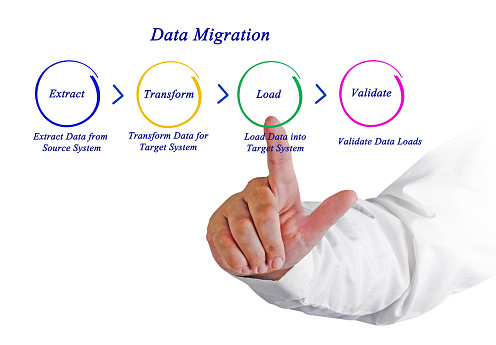 Data Migration
Extract
Transform
Load
Validate
Extract Data from
Source System
Transform Data for
Target System
Load Data into
Target System
Validate Data Loads